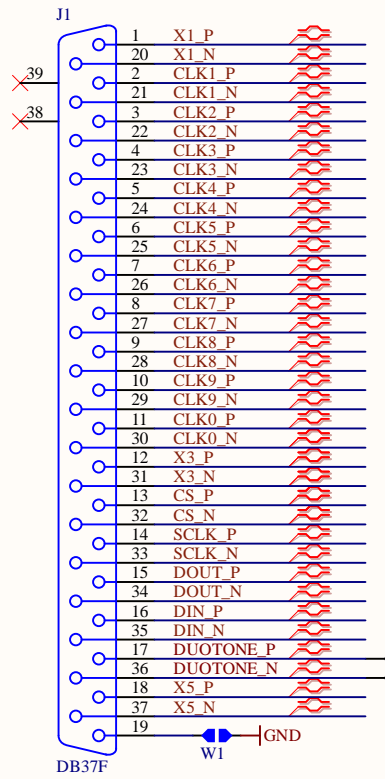 J1
1 X1_P
20 X1_N
39
2 CLK1_P
21 CLK1_N
38
3 CLK2_P
22 CLK2_N
4 CLK3_P
23 CLK3_N
5 CLK4_P
24 CLK4_N
6 CLK5_P
25 CLK5_N
7 CLK6_P
26 CLK6_N
8 CLK7_P
27 CLK7_N
9 CLK8_P
28 CLK8_N
10 CLK9_P
29 CLK9_N
11 CLK0_P
30 CLK0_N
12 X3_P
31 X3_N
13 CS_P
32 CS_N
14 SCLK_P
33 SCLK_N
15 DOUT_P
34 DOUT_N
16 DIN_P
35 DIN_N
17 DUOTONE_P
36 DUOTONE_N
18 X5_P
37 X5_N
19
GND
W1
DB37F